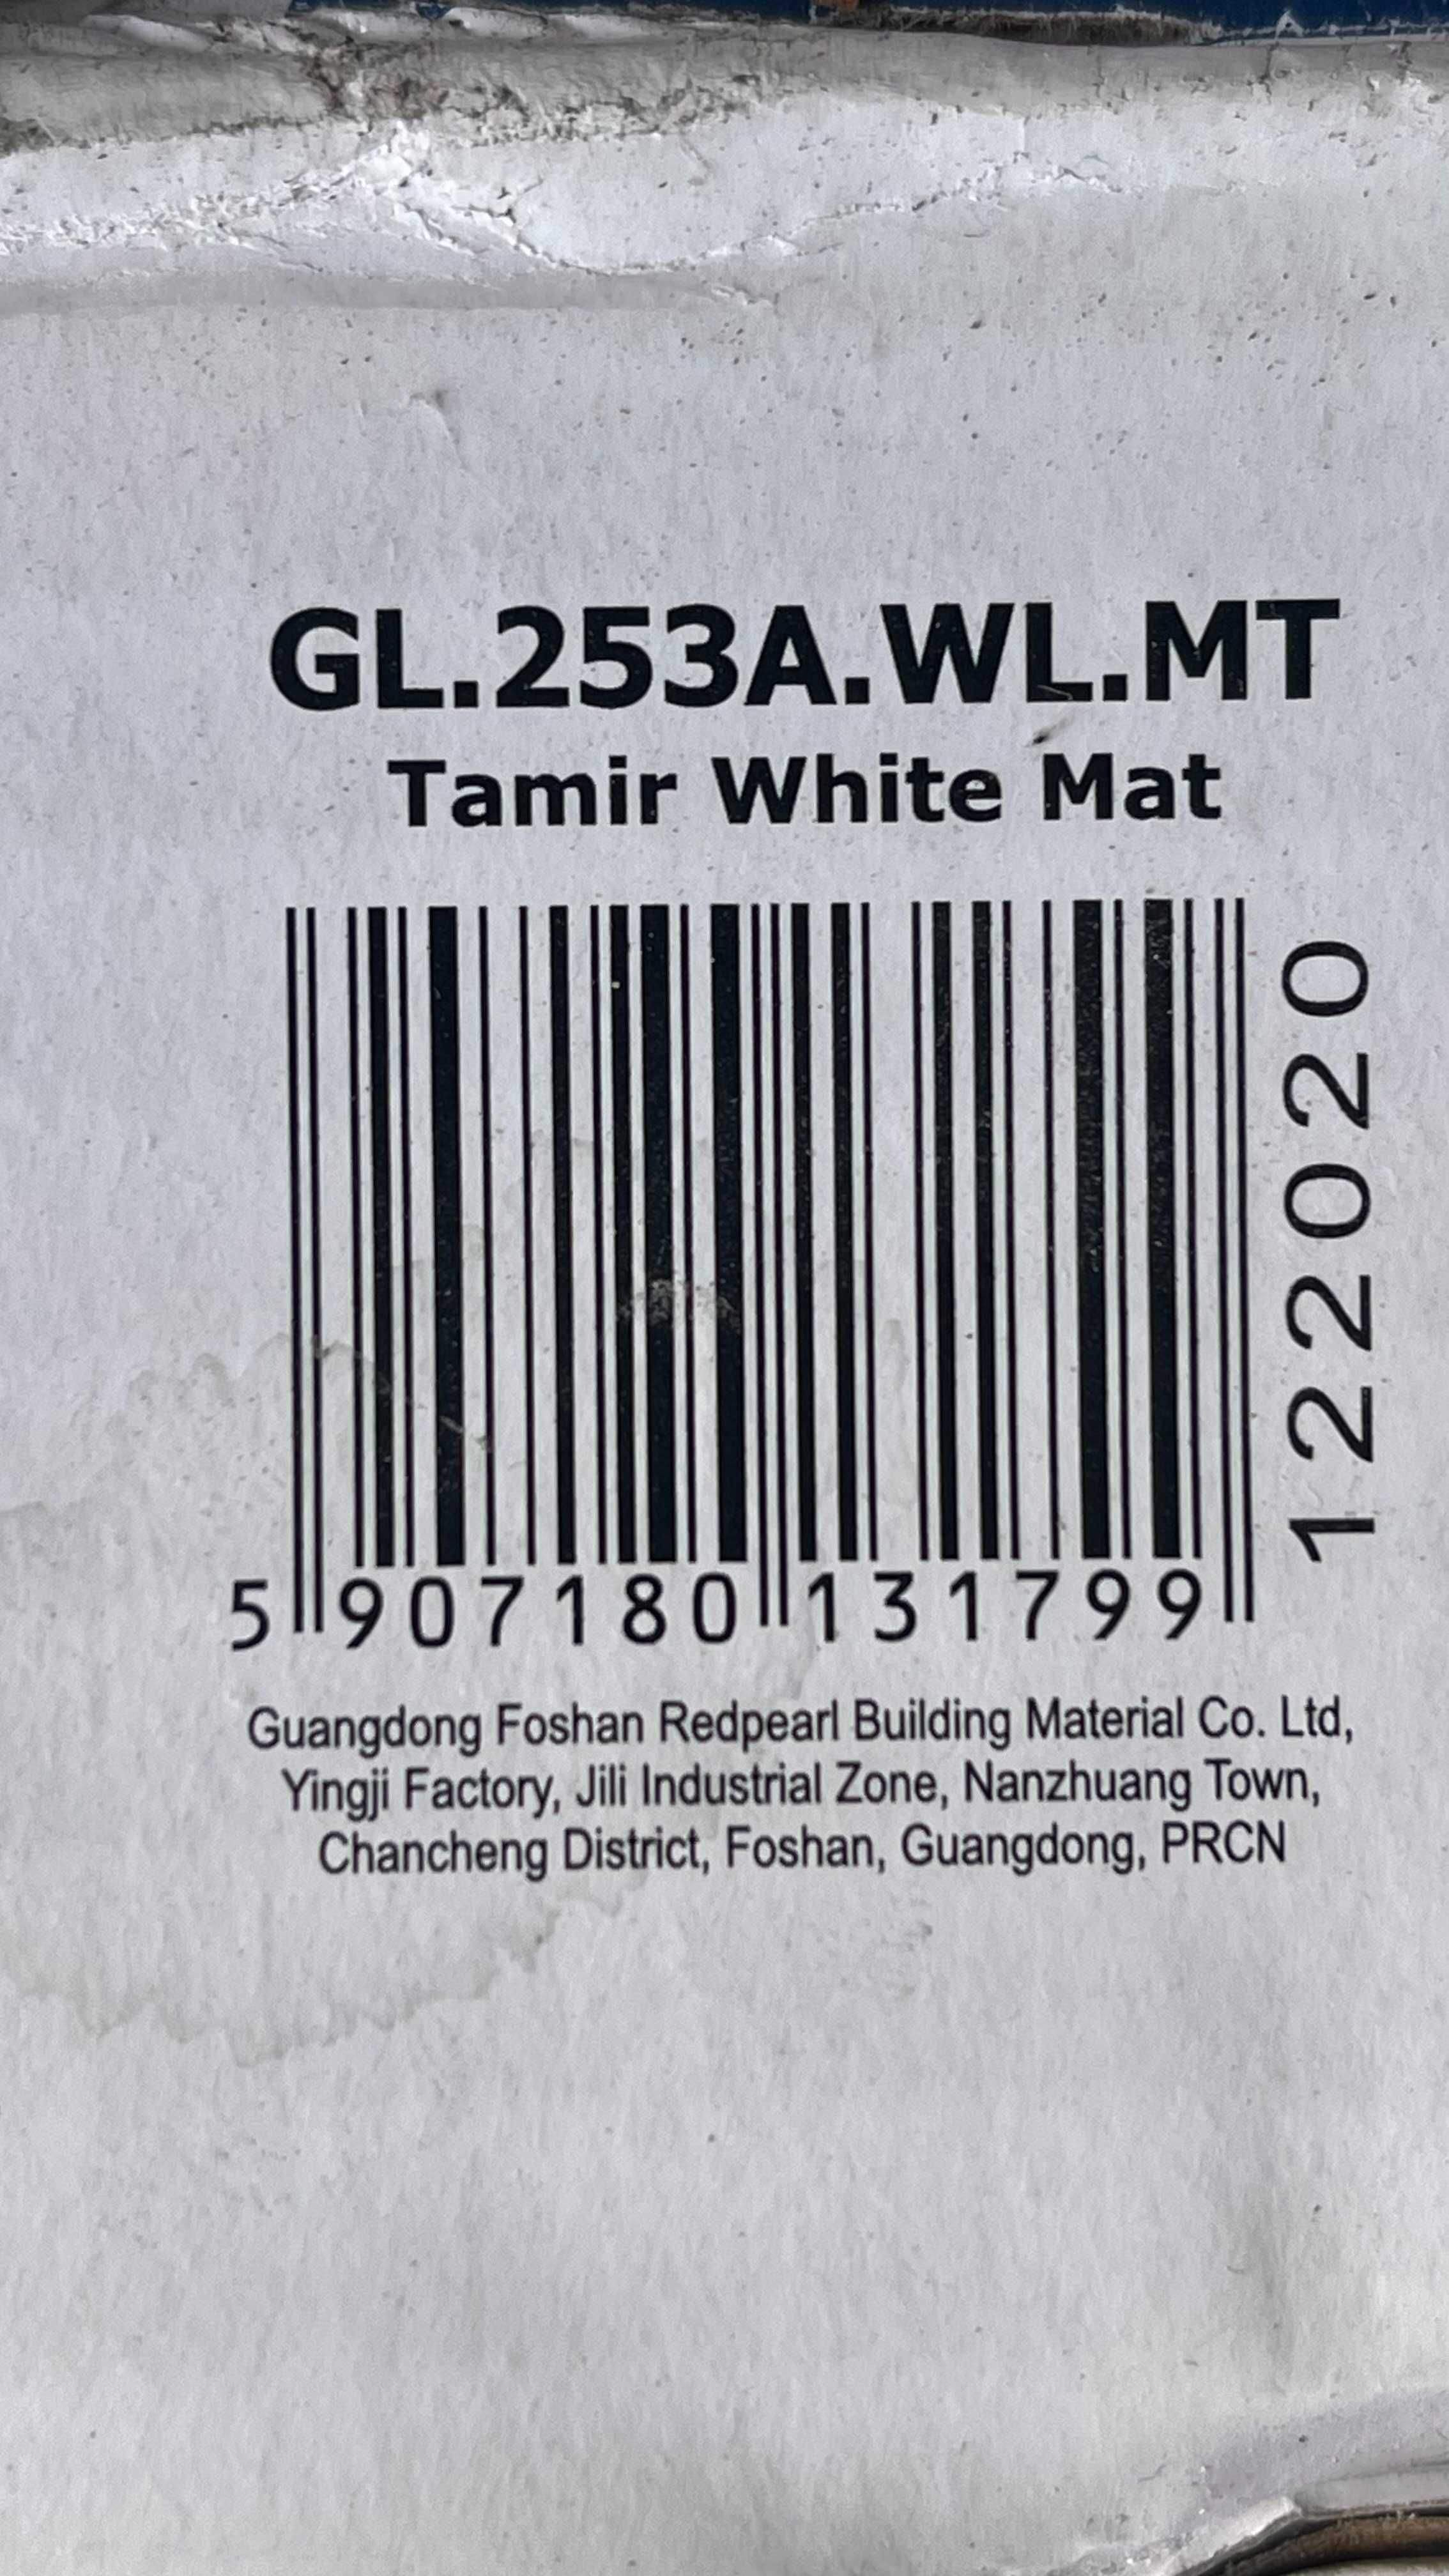 GL.253A.WL.MT
Tamir White Mat
5 907180 131799
122020
Guangdong Foshan Redpearl Building Material Co. Ltd,
Yingji Factory, Jili Industrial Zone, Nanzhuang Town,
Chancheng District, Foshan, Guangdong, PRCN